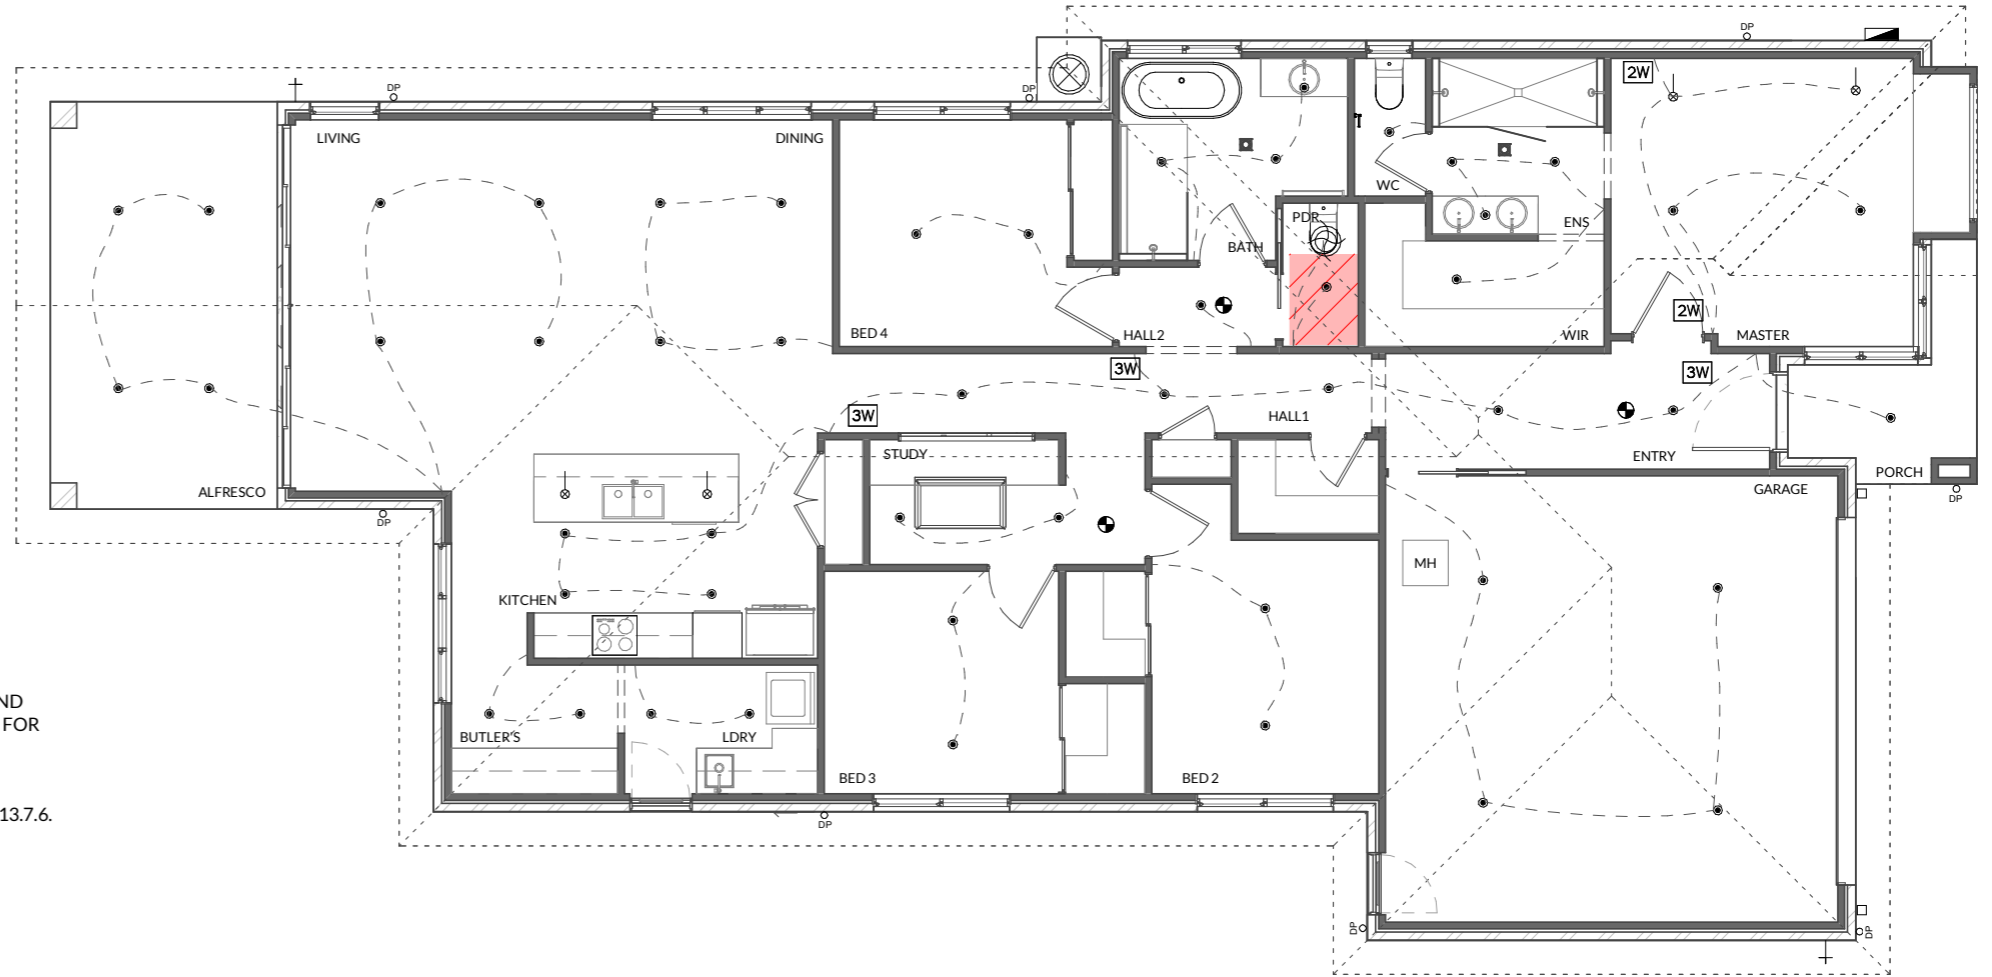 DP
2W
DP
DP
LIVING
DINING
WC
PDR
ENS
BATH
2W
BED 4
HALL2
WIR
MASTER
3W
3W
3W
HALL1
STUDY
ENTRY
PORCH
GARAGE
ALFRESCO
DP
DP
MH
KITCHEN
ND
FOR
BUTLER'S
LDRY
BED 3
BED 2
13.7.6.
DP
DP
DP